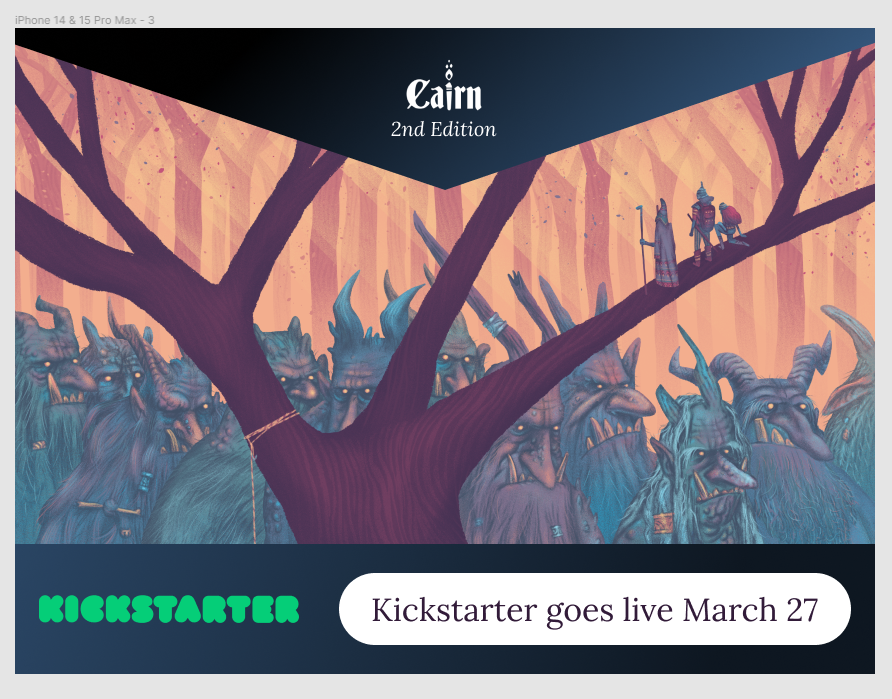 iPhone 14 & 15 Pro Max - 3
Cairn
2nd Edition
KICKSTARTER
Kickstarter goes live March 27